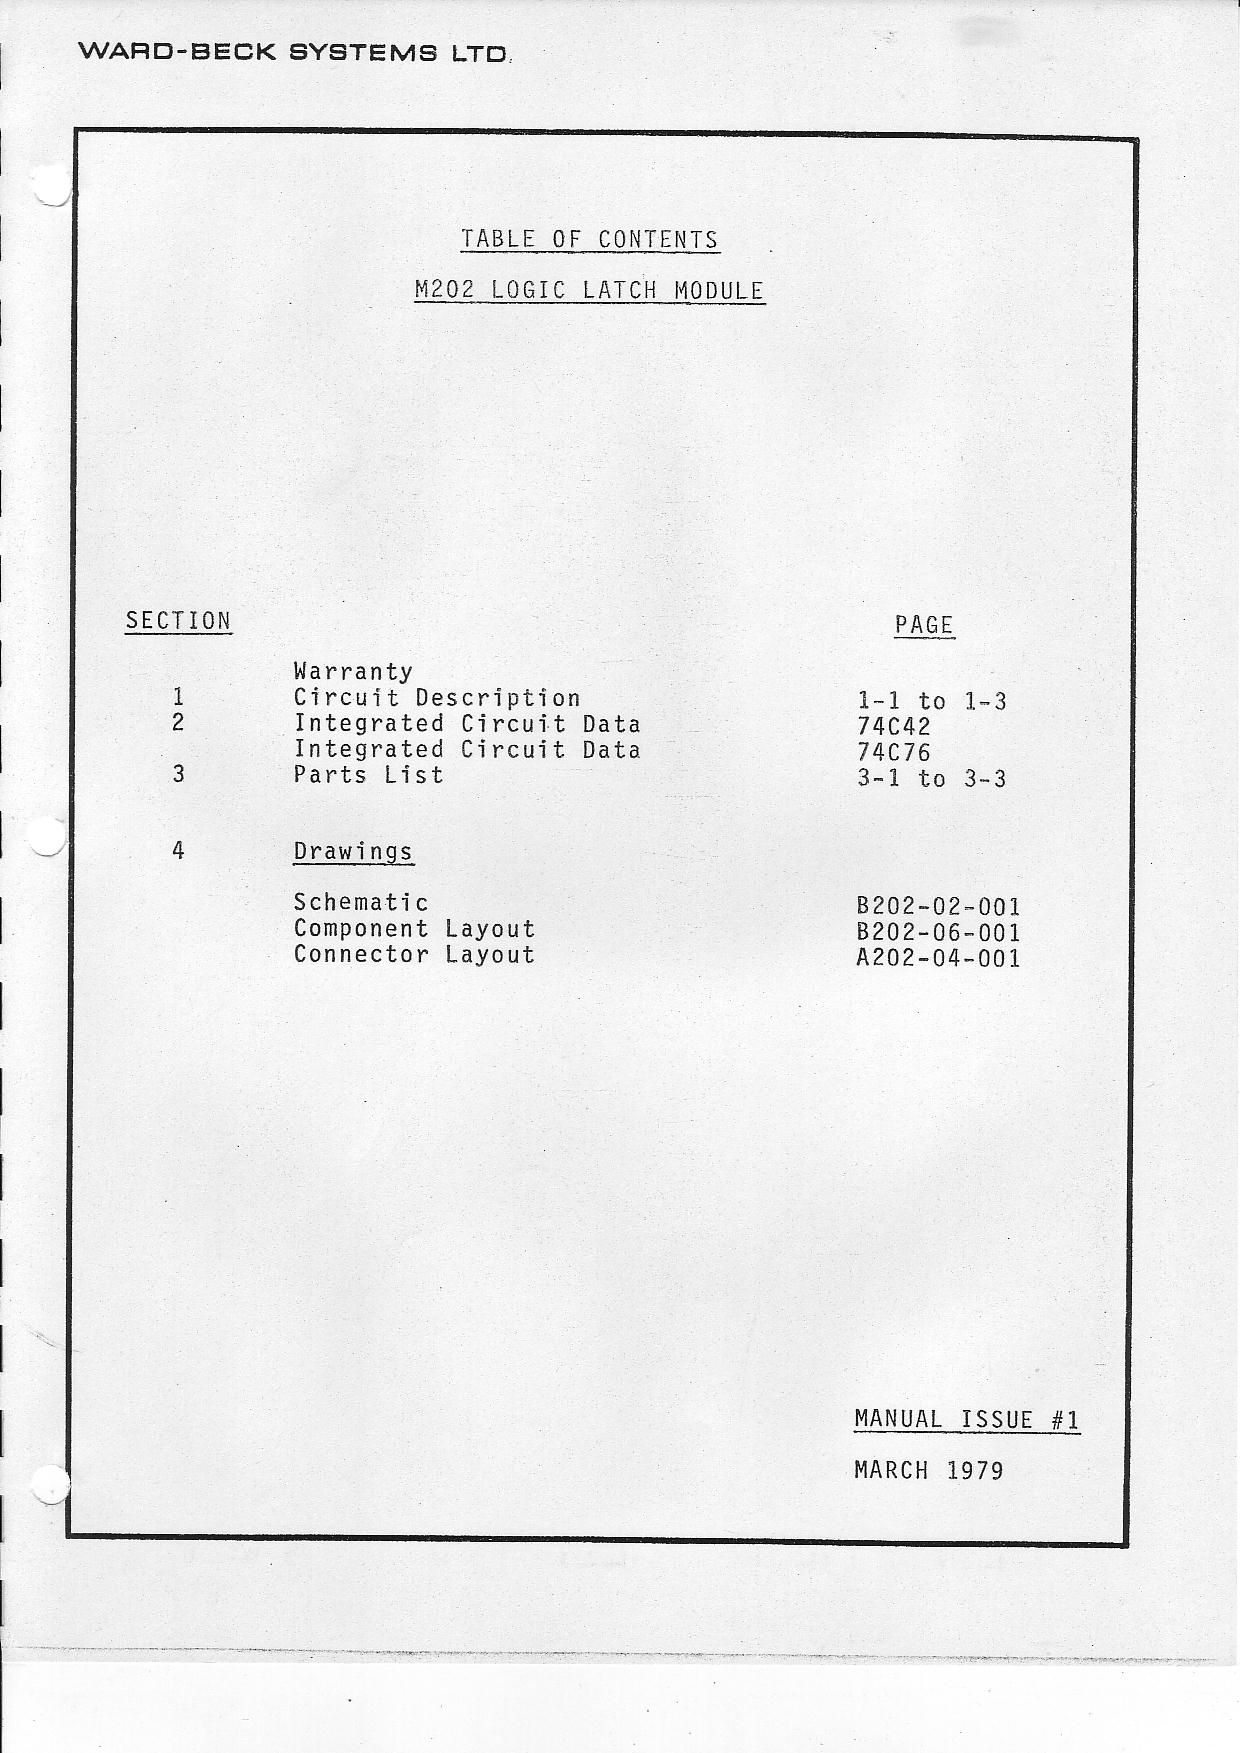 WARD-BECK SYSTEMS LTD.
TABLE OF CONTENTS
M202 LOGIC LATCH MODULE
SECTION PAGE
Warranty
1 Circuit Description 1-1 to 1-3
2 Integrated Circuit Data 74C42
Integrated Circuit Data 74C76
3 Parts List 3-1 to 3-3
4 Drawings
Schematic B202-02-001
Component Layout B202-06-001
Connector Layout A202-04-001
MANUAL ISSUE #1
MARCH 1979